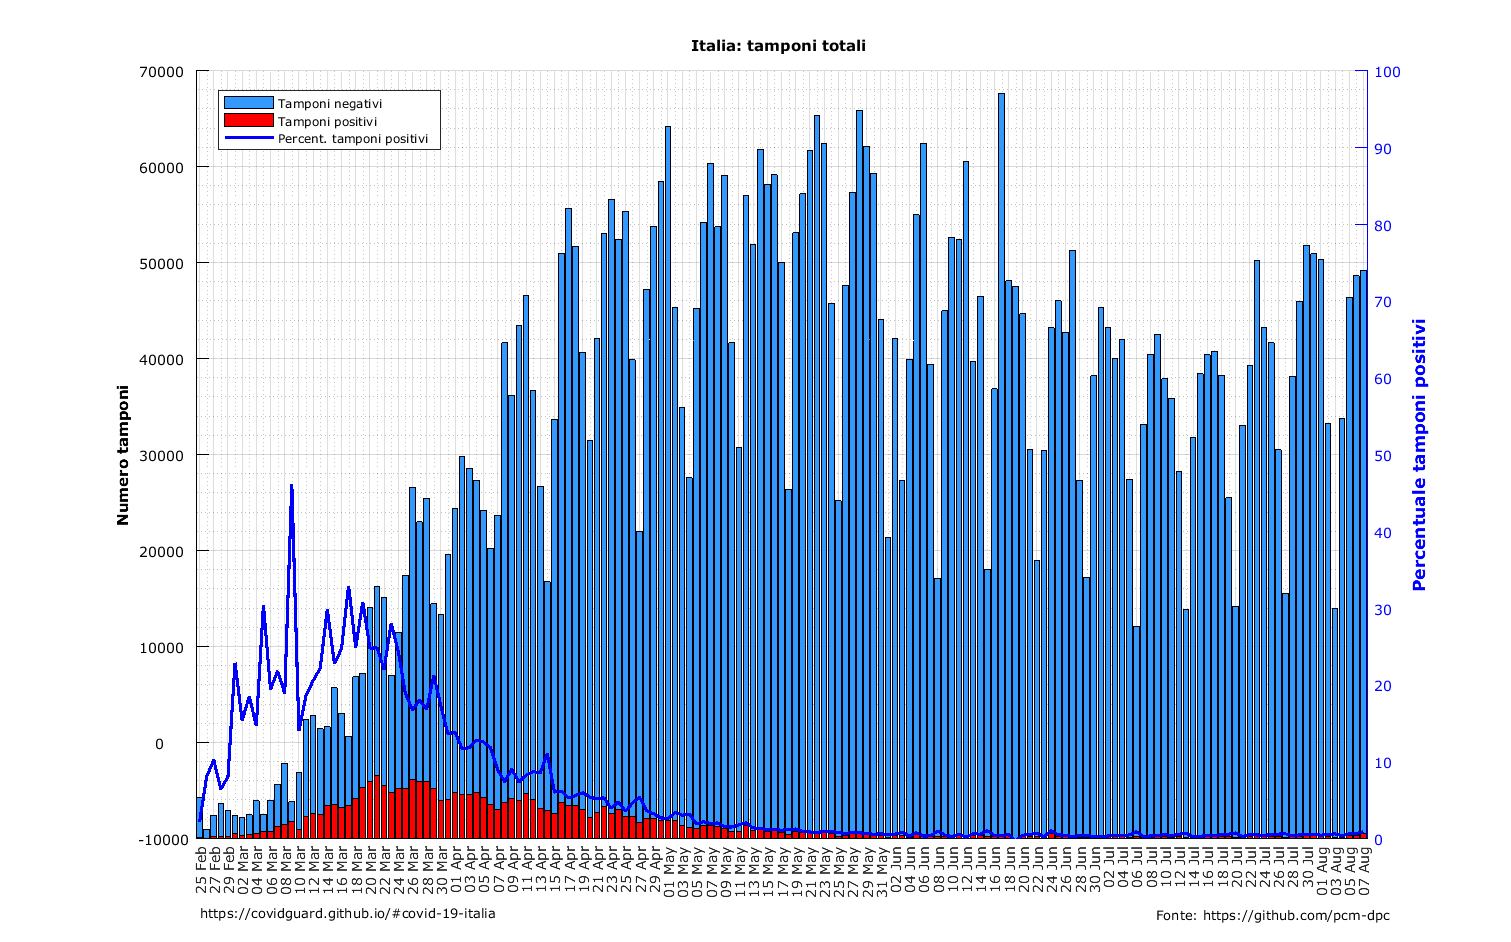 Italia: tamponi totali
Tamponi negativi
Tamponi positivi
Percent. tamponi positivi
Numero tamponi
70000
60000
50000
40000
30000
20000
10000
0
-10000
Percentuale tamponi positivi
100
90
80
70
60
50
40
30
20
10
0
25 Feb
27 Feb
29 Feb
02 Mar
04 Mar
06 Mar
08 Mar
10 Mar
12 Mar
14 Mar
16 Mar
18 Mar
20 Mar
22 Mar
24 Mar
26 Mar
28 Mar
30 Mar
01 Apr
03 Apr
05 Apr
07 Apr
09 Apr
11 Apr
13 Apr
15 Apr
17 Apr
19 Apr
21 Apr
23 Apr
25 Apr
27 Apr
29 Apr
01 May
03 May
05 May
07 May
09 May
11 May
13 May
15 May
17 May
19 May
21 May
23 May
25 May
27 May
29 May
31 May
02 Jun
04 Jun
06 Jun
08 Jun
10 Jun
12 Jun
14 Jun
16 Jun
18 Jun
20 Jun
22 Jun
24 Jun
26 Jun
28 Jun
30 Jun
02 Jul
04 Jul
06 Jul
08 Jul
10 Jul
12 Jul
14 Jul
16 Jul
18 Jul
20 Jul
22 Jul
24 Jul
26 Jul
28 Jul
30 Jul
01 Aug
03 Aug
05 Aug
07 Aug
https://covidguard.github.io/#covid-19-italia
Fonte: https://github.com/pcm-dpc